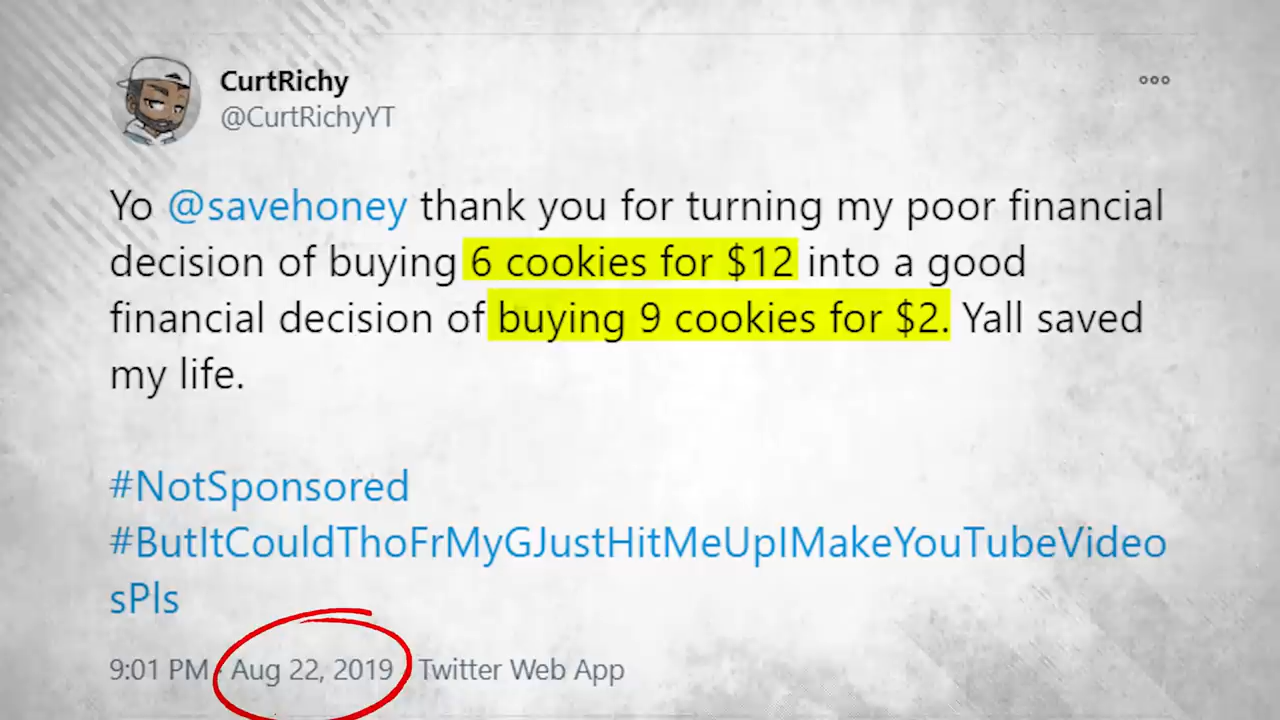 CurtRichy
@CurtRichyYT
Yo @savehoney thank you for turning my poor financial
decision of buying 6 cookies for $12 into a good
financial decision of buying 9 cookies for $2. Yall saved
my life.
#NotSponsored
#ButItCouldThoFrMyGJustHitMeUpIMakeYouTubeVideo
sPls
9:01 PM · Aug 22, 2019 · Twitter Web App